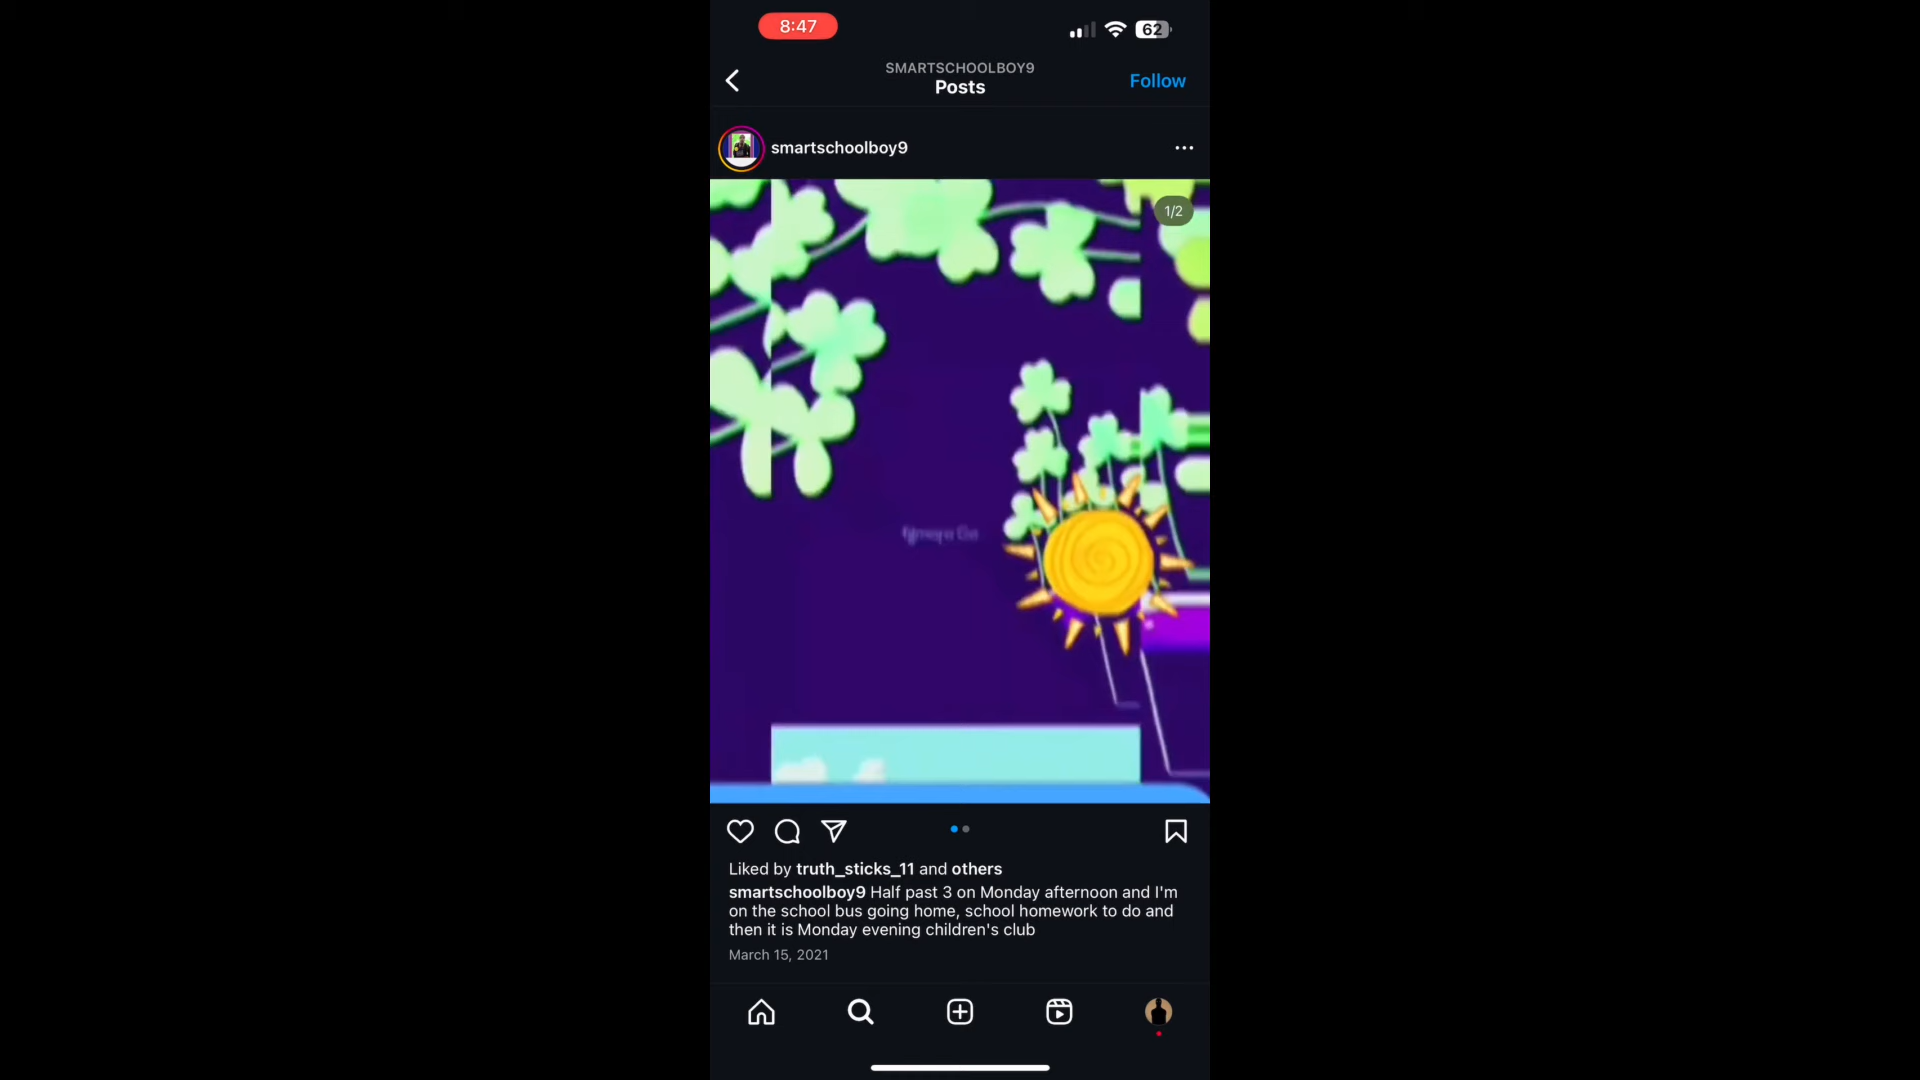 8:47
62
SMARTSCHOOLBOY9
Posts
Follow
smartschoolboy9
1/2
Liked by truth_sticks_11 and others
smartschoolboy9 Half past 3 on Monday afternoon and I'm
on the school bus going home, school homework to do and
then it is Monday evening children's club
March 15, 2021